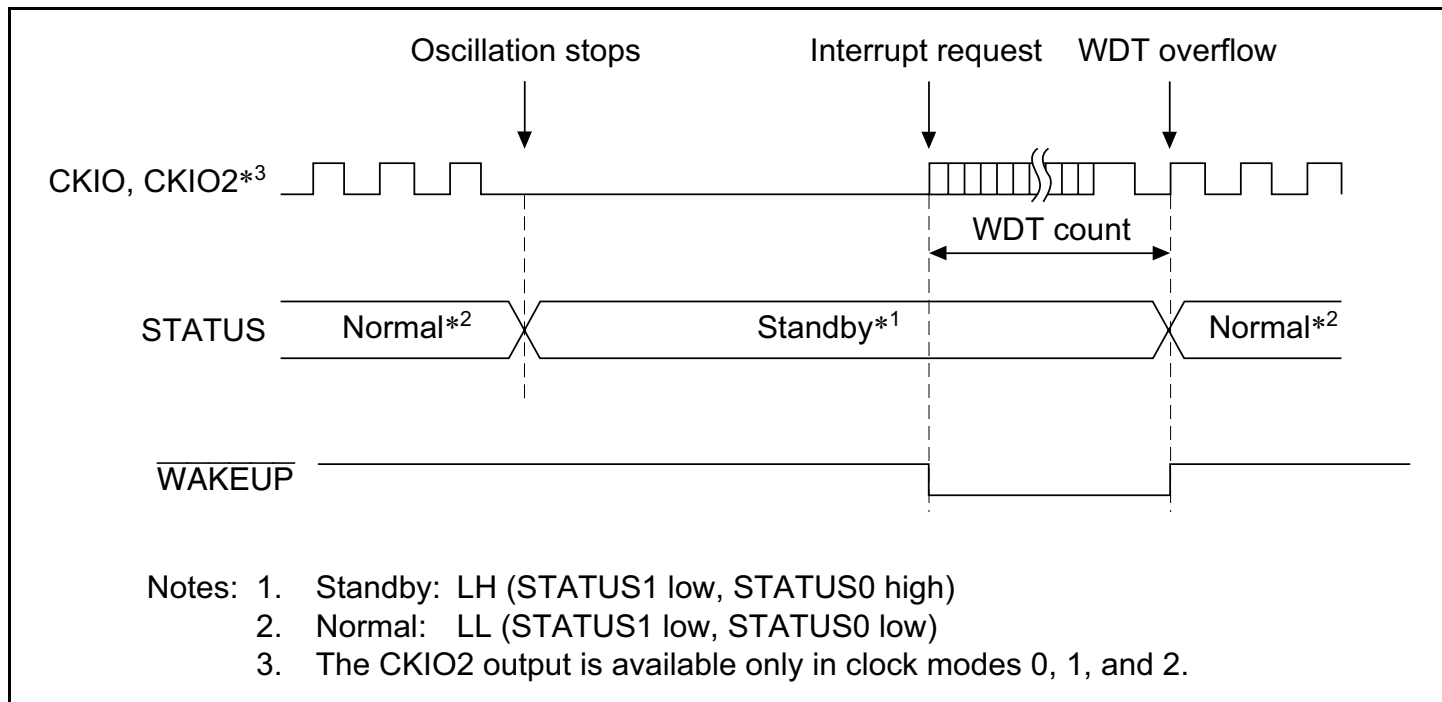 Oscillation stops Interrupt request WDT overflow
CKIO, CKIO2*3
WDT count
STATUS Normal*2 Standby*1 Normal*2
WAKEUP
Notes: 1. Standby: LH (STATUS1 low, STATUS0 high)
2. Normal: LL (STATUS1 low, STATUS0 low)
3. The CKIO2 output is available only in clock modes 0, 1, and 2.